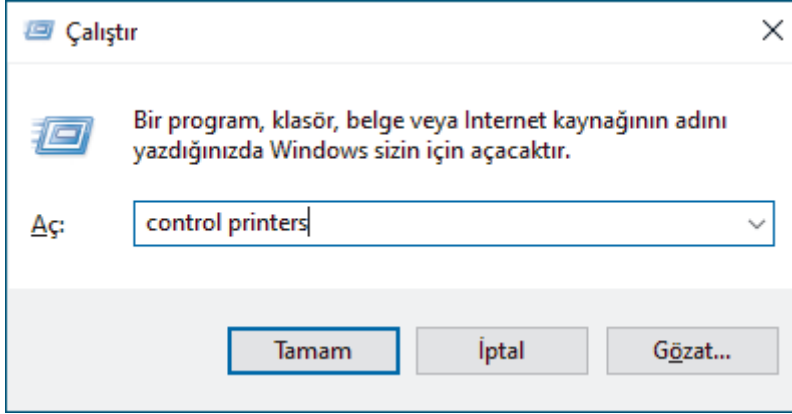 Çalıştır
Bir program, klasör, belge veya Internet kaynağının adını
yazdığınızda Windows sizin için açacaktır.
Aç: control printers
Tamam İptal Gözat...